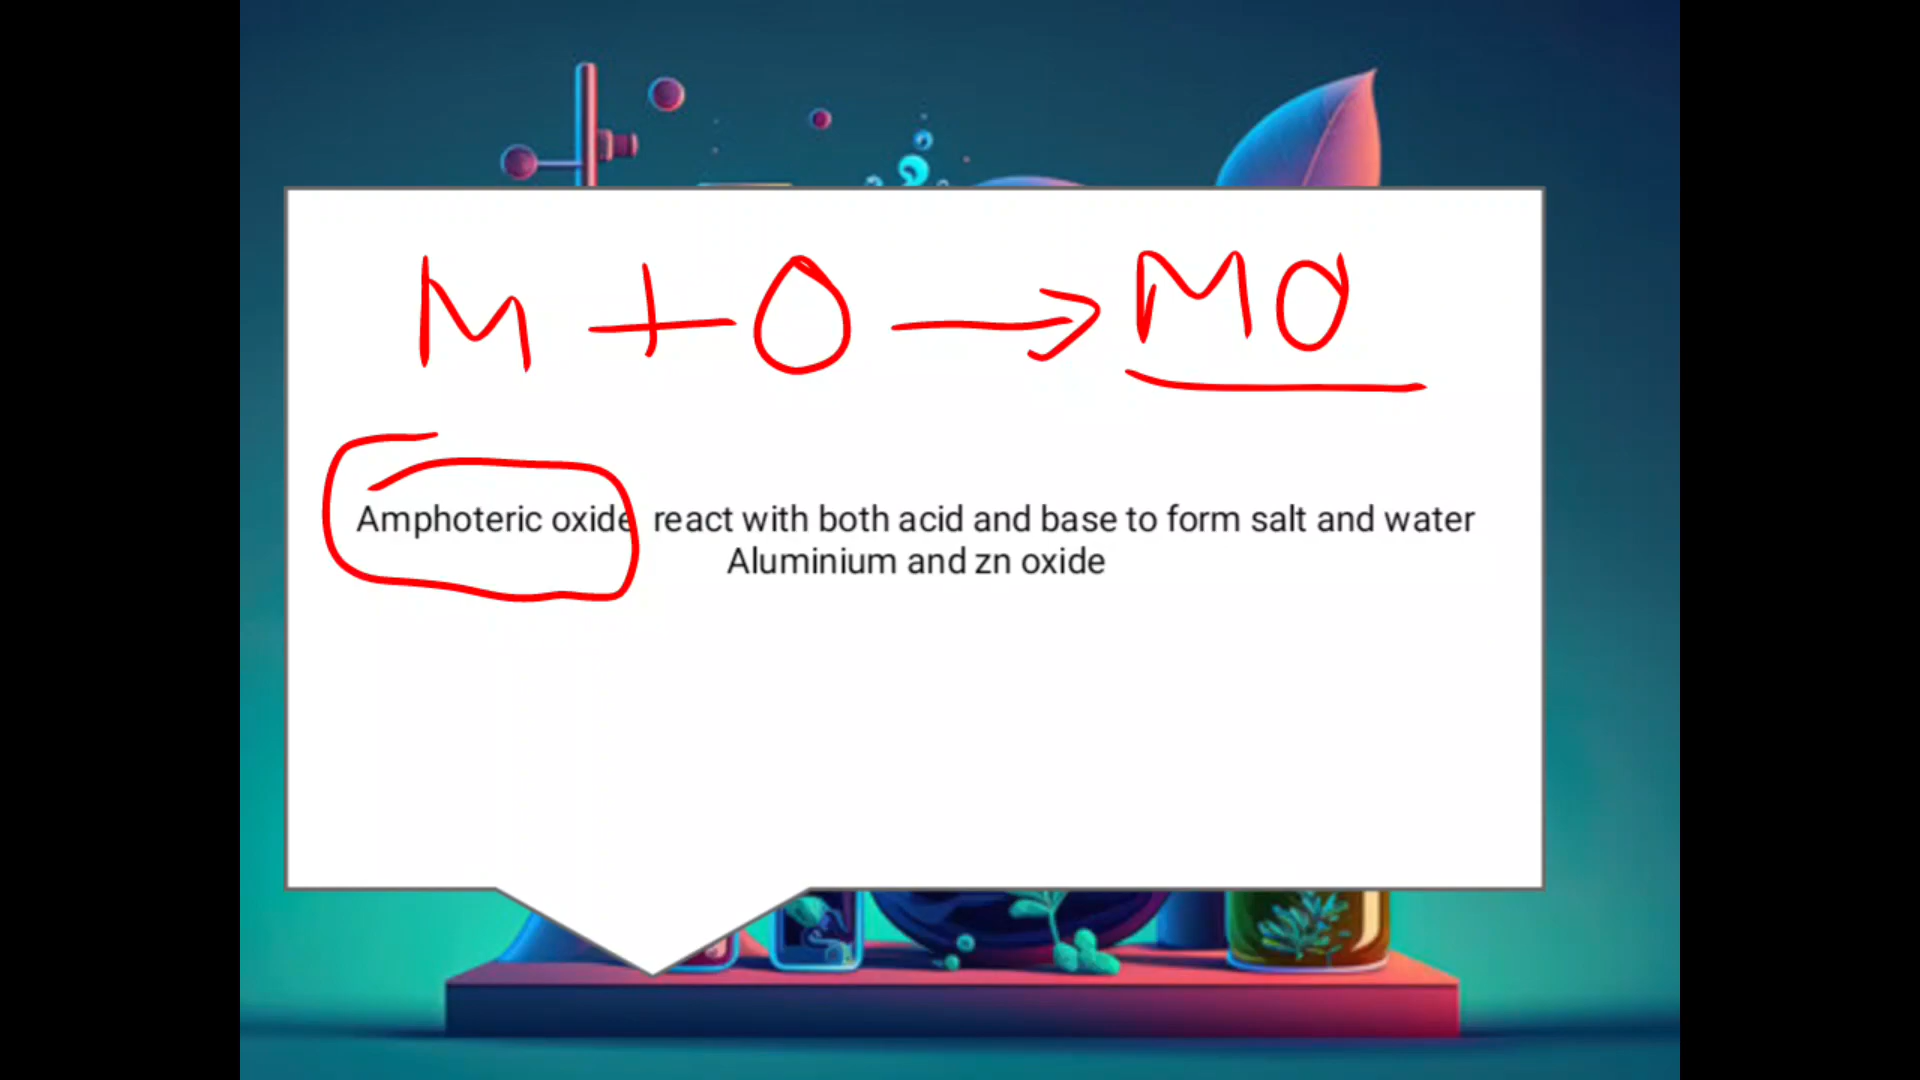 M + O → MO
Amphoteric oxide react with both acid and base to form salt and water
Aluminium and zn oxide